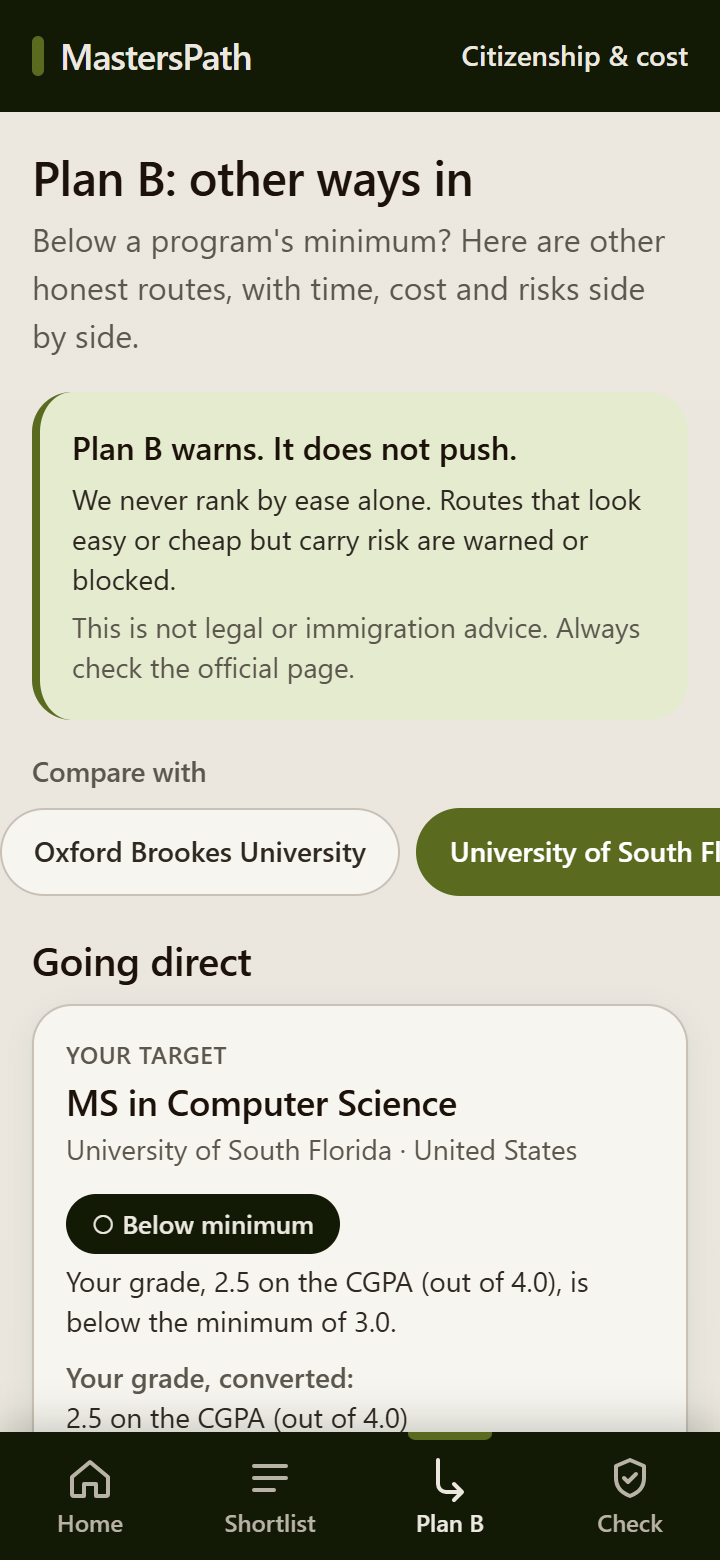 MastersPath
Citizenship & cost
Plan B: other ways in
Below a program's minimum? Here are other
honest routes, with time, cost and risks side
by side.
Plan B warns. It does not push.
We never rank by ease alone. Routes that look
easy or cheap but carry risk are warned or
blocked.
This is not legal or immigration advice. Always
check the official page.
Compare with
Oxford Brookes University
University of South Fl
Going direct
YOUR TARGET
MS in Computer Science
University of South Florida · United States
Below minimum
Your grade, 2.5 on the CGPA (out of 4.0), is
below the minimum of 3.0.
Your grade, converted:
2.5 on the CGPA (out of 4.0)
Home
Shortlist
Plan B
Check